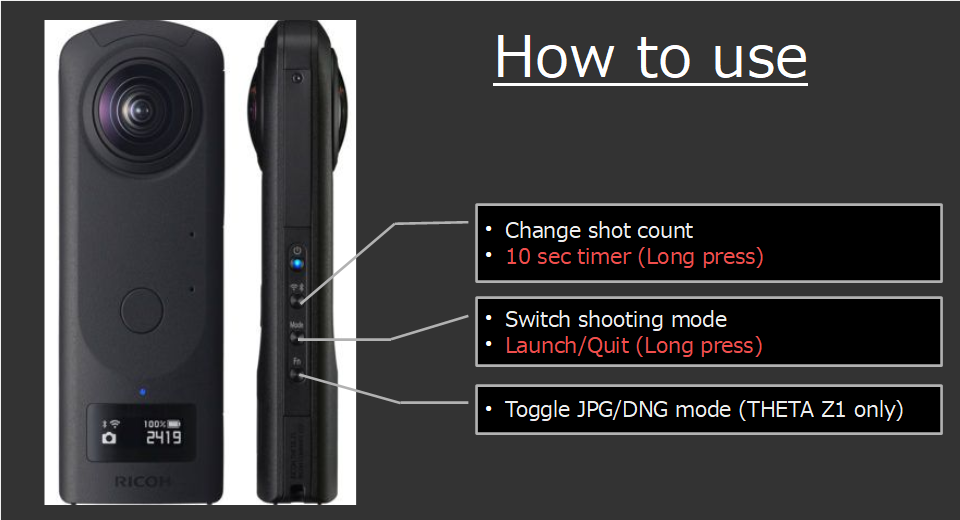 How to use
• Change shot count
• 10 sec timer (Long press)
• Switch shooting mode
• Launch/Quit (Long press)
• Toggle JPG/DNG mode (THETA Z1 only)
Mode
Fn
100%
2419
RICOH